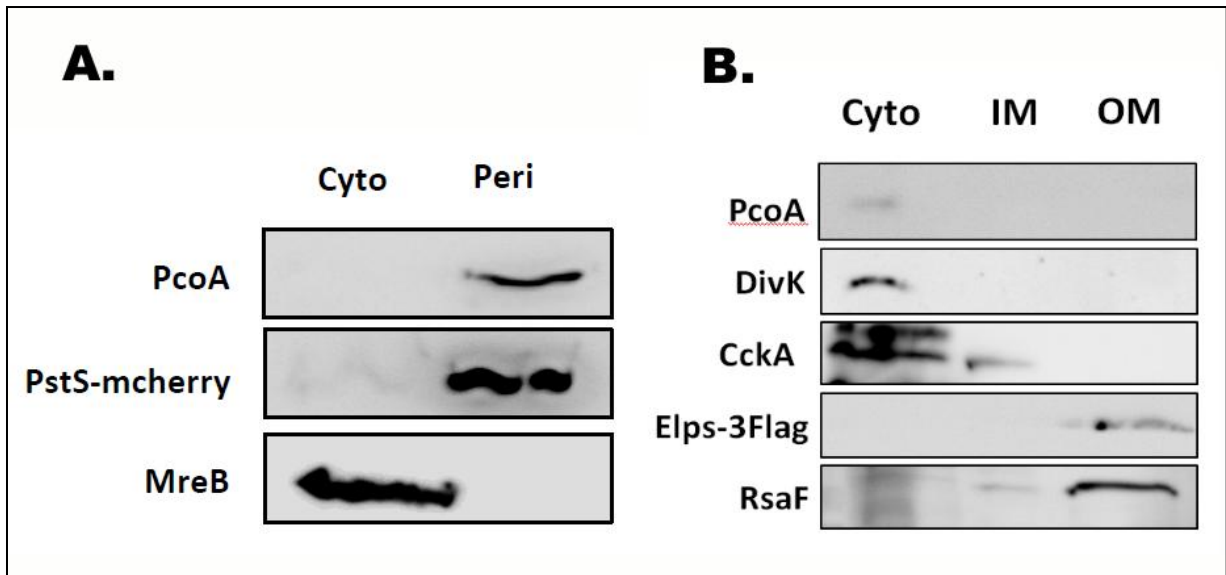 A.
Cyto Peri
PcoA
PstS-mcherry
MreB
B.
Cyto IM OM
PcoA
DivK
CckA
Elps-3Flag
RsaF